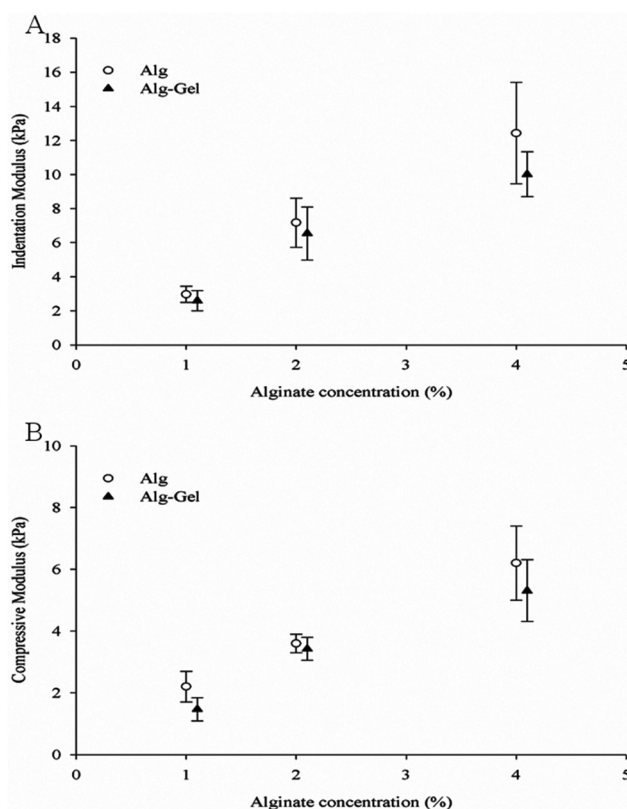 A
18
16
14
12
10
8
6
4
2
0
Indentation Modulus (kPa)
Alg
Alg-Gel
0 1 2 3 4 5
Alginate concentration (%)
B
10
8
6
4
2
0
Compressive Modulus (kPa)
Alg
Alg-Gel
0 1 2 3 4 5
Alginate concentration (%)